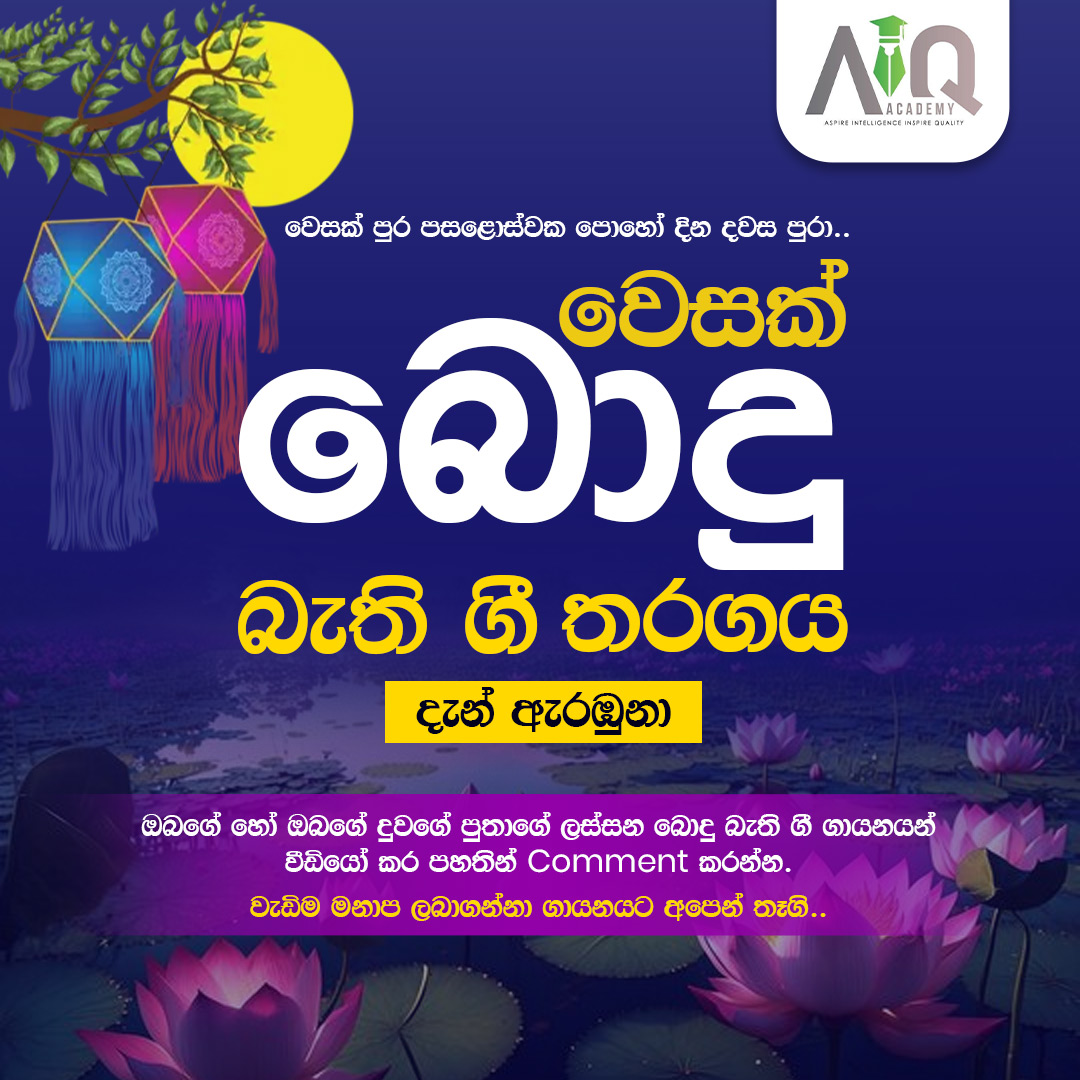 AIQ
ACADEMY
ASPIRE INTELLIGENCE INSPIRE QUALITY
වෙසක් පුර පසළොස්වක පොහෝ දින දවස පුරා..
වෙසක්
බොදු
බැති ගී තරගය
දැන් ඇරඹුනා
ඔබගේ හෝ ඔබගේ දුවගේ පුතාගේ ලස්සන බොදු බැති ගී ගායනයන්
වීඩියෝ කර පහතින් Comment කරන්න.
වැඩිම මනාප ලබාගන්නා ගායනයට අපෙන් තෑගි..